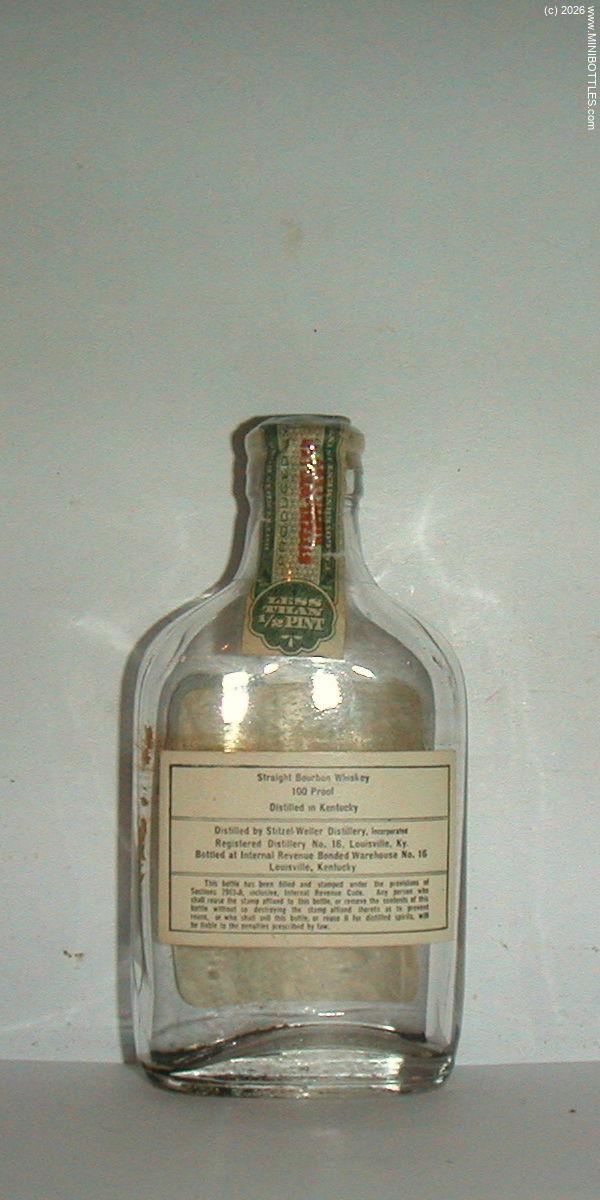 (c) 2026 www.MINIBOTTLES.com
LESS
THAN
1/2 PINT
Straight Bourbon Whiskey
100 Proof
Distilled in Kentucky
Distilled by Stitzel-Weller Distillery, Incorporated
Registered Distillery No. 16, Louisville, Ky.
Bottled at Internal Revenue Bonded Warehouse No. 16
Louisville, Kentucky
This bottle has been filled and stamped under the provisions of
Sections Internal Revenue Code. Any person who
shall reuse the stamp affixed to this bottle, or remove the contents of this
bottle without so destroying the stamp affixed thereto as to prevent
reuse, or who shall sell this bottle, or reuse it for distilled spirits, will
be liable to the penalties prescribed by law.